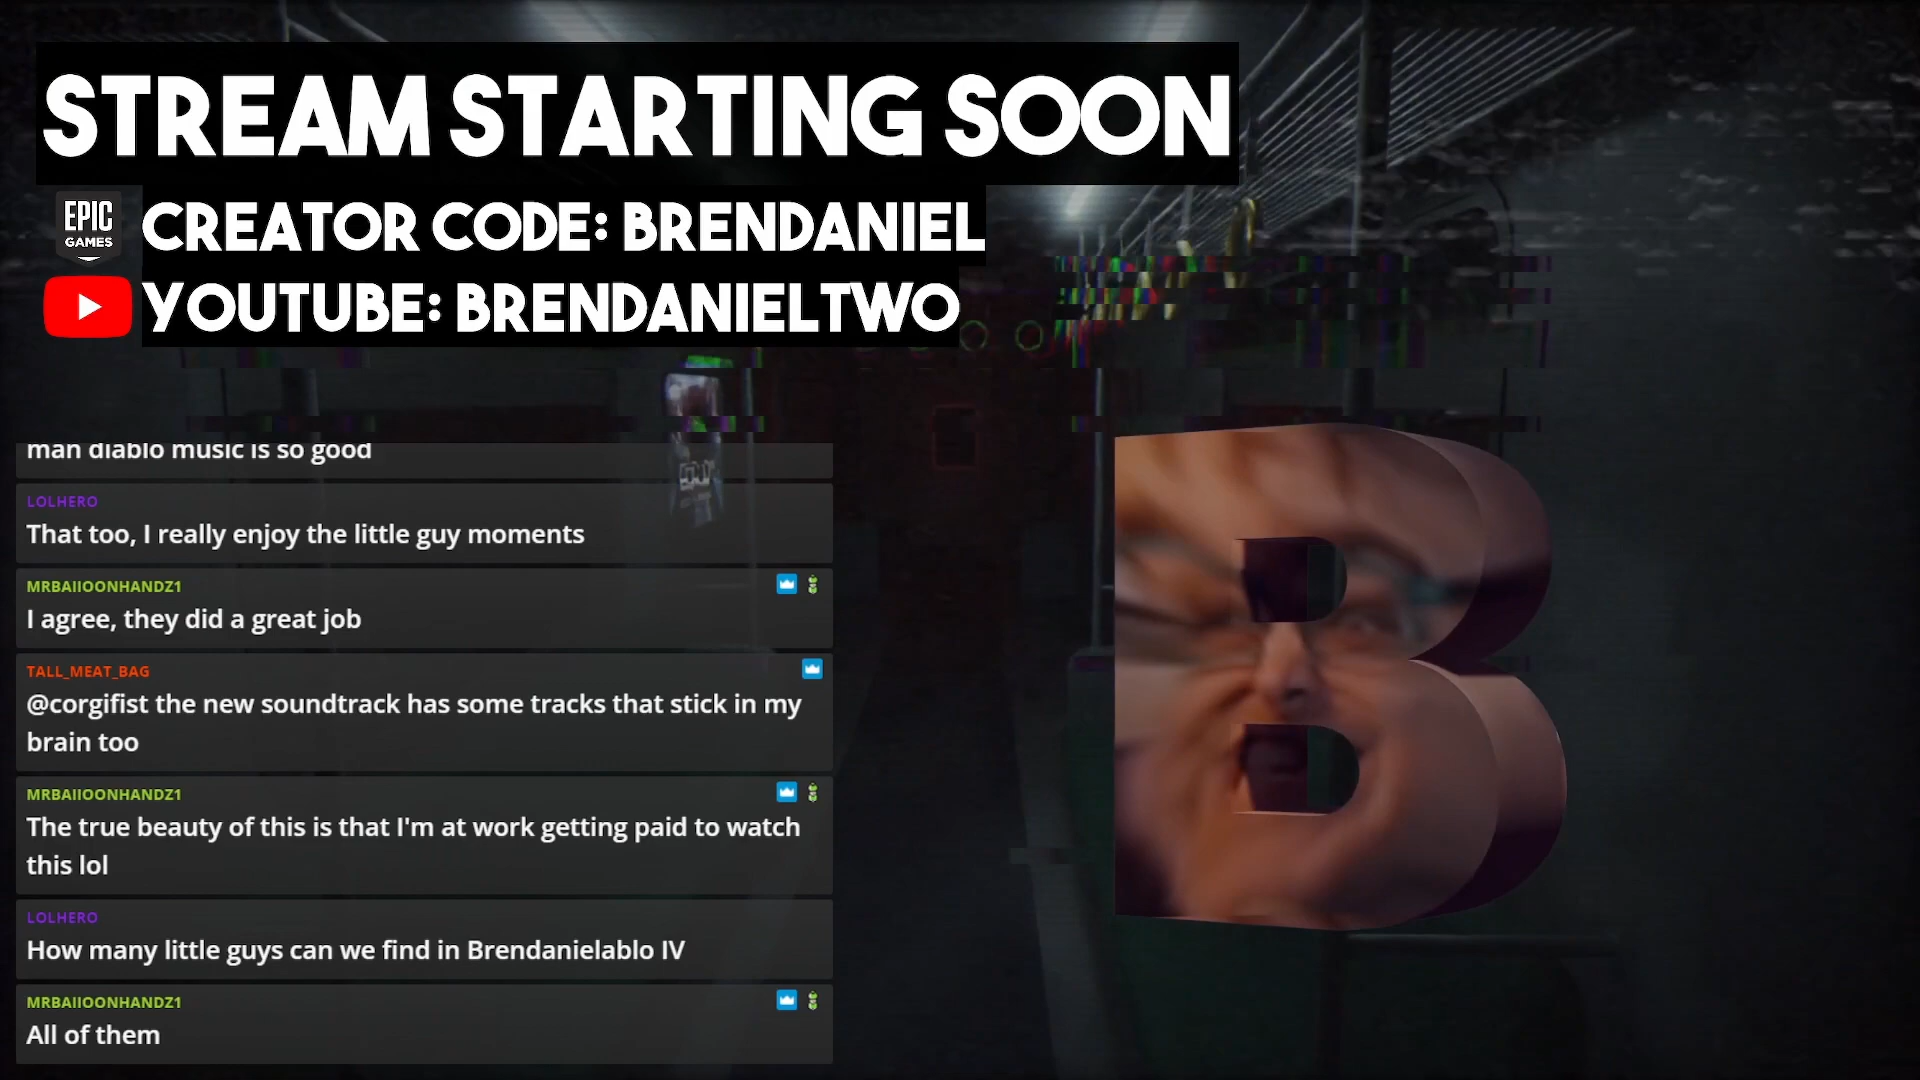 STREAM STARTING SOON
EPIC
GAMES
CREATOR CODE: BRENDANIEL
YOUTUBE: BRENDANIELTWO
man diablo music is so good
LOLHERO
That too, I really enjoy the little guy moments
MRBAIIOONHANDZ1
I agree, they did a great job
TALL_MEAT_BAG
@corgifist the new soundtrack has some tracks that stick in my
brain too
MRBAIIOONHANDZ1
The true beauty of this is that I'm at work getting paid to watch
this lol
LOLHERO
How many little guys can we find in Brendanielablo IV
MRBAIIOONHANDZ1
All of them
B